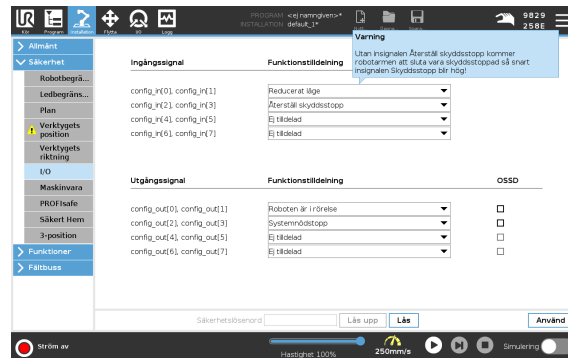 PROGRAM <ej namngiven>*
INSTALLATION default_1*
9829
258E
Kör Program Installation Flytta I/O Logg
Varning
Utan insignalen Återställ skyddsstopp kommer
robotarmen att sluta vara skyddsstoppad så snart
insignalen Skyddsstopp blir hög!
Allmänt
Säkerhet
Robotbegrä...
Ledbegräns...
Plan
Verktygets
position
Verktygets
riktning
I/O
Maskinvara
PROFIsafe
Säkert Hem
3-position
Funktioner
Fältbuss
Ingångssignal Funktionstilldelning
config_in[0], config_in[1] Reducerat läge
config_in[2], config_in[3] Återställ skyddsstopp
config_in[4], config_in[5] Ej tilldelad
config_in[6], config_in[7] Ej tilldelad
Utgångssignal Funktionstilldelning OSSD
config_out[0], config_out[1] Roboten är i rörelse
config_out[2], config_out[3] Systemnödstopp
config_out[4], config_out[5] Ej tilldelad
config_out[6], config_out[7] Ej tilldelad
Säkerhetslösenord Lås upp Lås Använd
Ström av
Hastighet 100%
250mm/s
Simulering